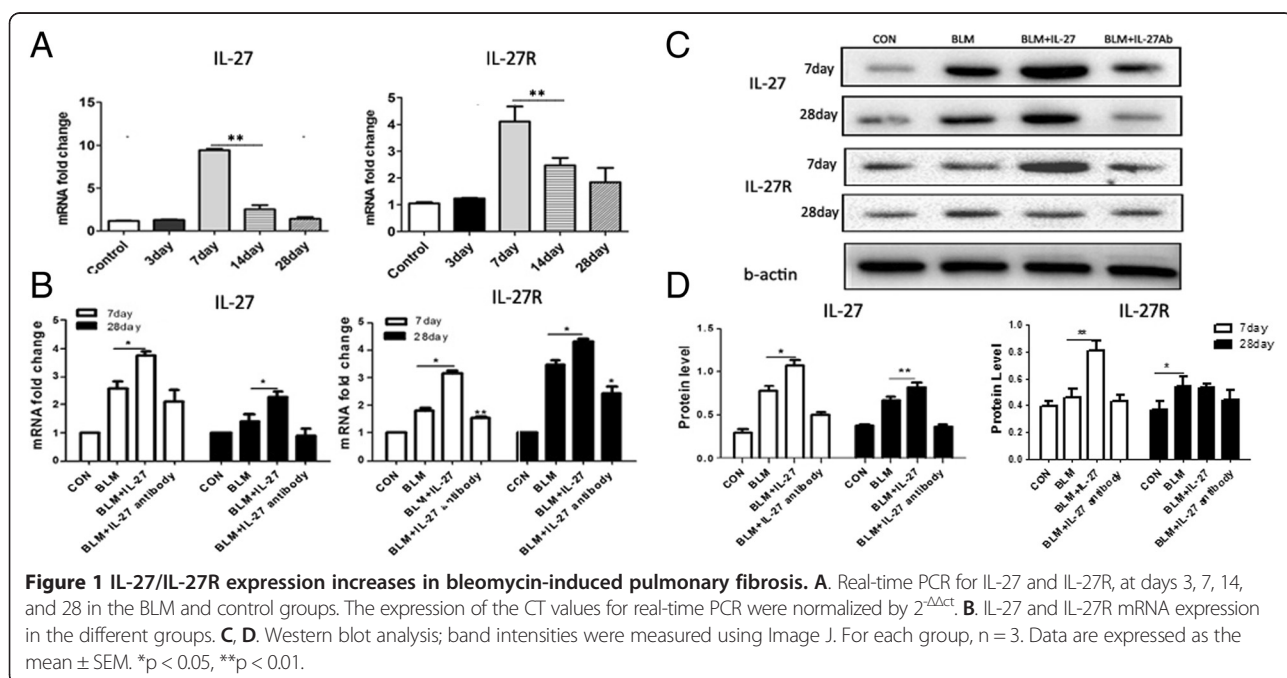 A
IL-27
mRNA fold change
15
10
5
0
**
Control
3day
7day
14day
28day
IL-27R
mRNA fold change
5
4
3
2
1
0
**
Control
3day
7day
14day
28day
B
IL-27
7day
28day
mRNA fold change
5
4
3
2
1
0
*
*
CON
BLM
BLM+IL-27
BLM+IL-27 antibody
CON
BLM
BLM+IL-27
BLM+IL-27 antibody
IL-27R
7day
28day
mRNA fold change
5
4
3
2
1
0
*
**
*
*
CON
BLM
BLM+IL-27
BLM+IL-27 antibody
CON
BLM
BLM+IL-27
BLM+IL-27 antibody
C
CON BLM BLM+IL-27 BLM+IL-27Ab
IL-27
7day
28day
IL-27R
7day
28day
b-actin
D
IL-27
Protein level
1.5
1.0
0.5
0.0
*
**
CON
BLM
BLM+IL-27
BLM+IL-27 antibody
CON
BLM
BLM+IL-27
BLM+IL-27 antibody
IL-27R
7day
28day
Protein Level
1.0
0.8
0.6
0.4
0.2
0.0
**
*
CON
BLM
BLM+IL-27
BLM+IL-27 antibody
CON
BLM
BLM+IL-27
BLM+IL-27 antibody
Figure 1 IL-27/IL-27R expression increases in bleomycin-induced pulmonary fibrosis. A. Real-time PCR for IL-27 and IL-27R, at days 3, 7, 14,
and 28 in the BLM and control groups. The expression of the CT values for real-time PCR were normalized by 2^-ΔΔct. B. IL-27 and IL-27R mRNA expression
in the different groups. C, D. Western blot analysis; band intensities were measured using Image J. For each group, n = 3. Data are expressed as the
mean ± SEM. *p < 0.05, **p < 0.01.